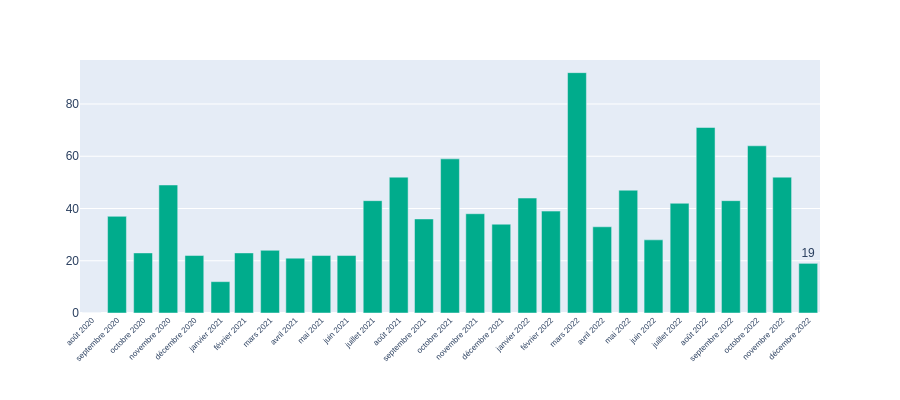 80
60
40
20
0
19
août 2020
septembre 2020
octobre 2020
novembre 2020
décembre 2020
janvier 2021
février 2021
mars 2021
avril 2021
mai 2021
juin 2021
juillet 2021
août 2021
septembre 2021
octobre 2021
novembre 2021
décembre 2021
janvier 2022
février 2022
mars 2022
avril 2022
mai 2022
juin 2022
juillet 2022
août 2022
septembre 2022
octobre 2022
novembre 2022
décembre 2022